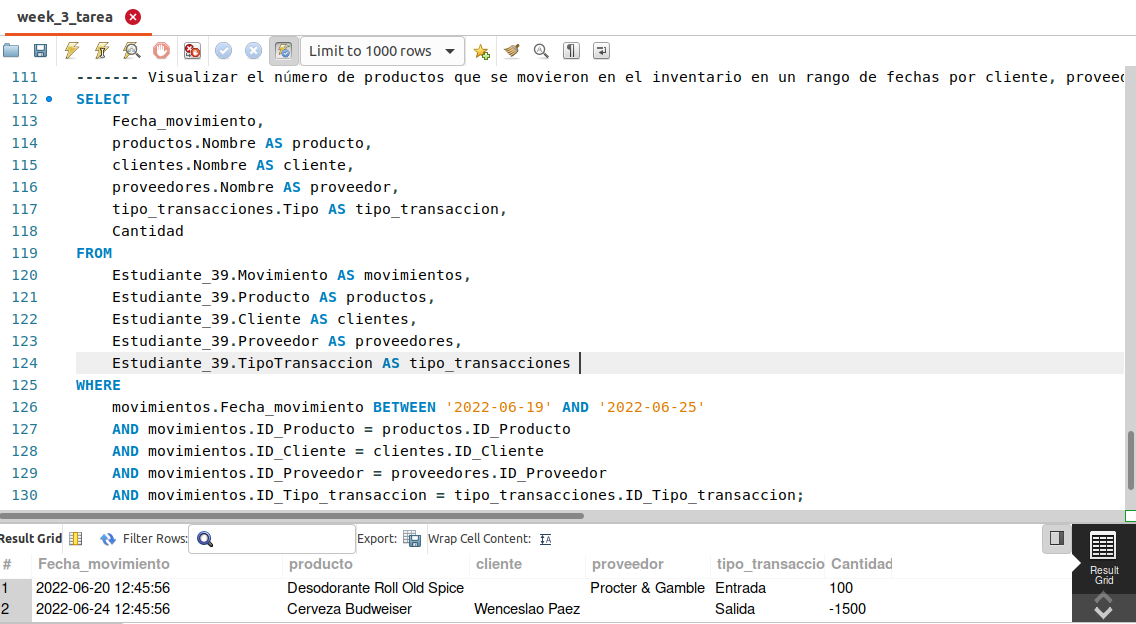 week_3_tarea
Limit to 1000 rows
111 ------- Visualizar el número de productos que se movieron en el inventario en un rango de fechas por cliente, proveed
112 SELECT
113 Fecha_movimiento,
114 productos.Nombre AS producto,
115 clientes.Nombre AS cliente,
116 proveedores.Nombre AS proveedor,
117 tipo_transacciones.Tipo AS tipo_transaccion,
118 Cantidad
119 FROM
120 Estudiante_39.Movimiento AS movimientos,
121 Estudiante_39.Producto AS productos,
122 Estudiante_39.Cliente AS clientes,
123 Estudiante_39.Proveedor AS proveedores,
124 Estudiante_39.TipoTransaccion AS tipo_transacciones
125 WHERE
126 movimientos.Fecha_movimiento BETWEEN '2022-06-19' AND '2022-06-25'
127 AND movimientos.ID_Producto = productos.ID_Producto
128 AND movimientos.ID_Cliente = clientes.ID_Cliente
129 AND movimientos.ID_Proveedor = proveedores.ID_Proveedor
130 AND movimientos.ID_Tipo_transaccion = tipo_transacciones.ID_Tipo_transaccion;
Result Grid Filter Rows: Export: Wrap Cell Content:
# Fecha_movimiento producto cliente proveedor tipo_transaccio Cantidad
1 2022-06-20 12:45:56 Desodorante Roll Old Spice Procter & Gamble Entrada 100
2 2022-06-24 12:45:56 Cerveza Budweiser Wenceslao Paez Salida -1500
Result
Grid